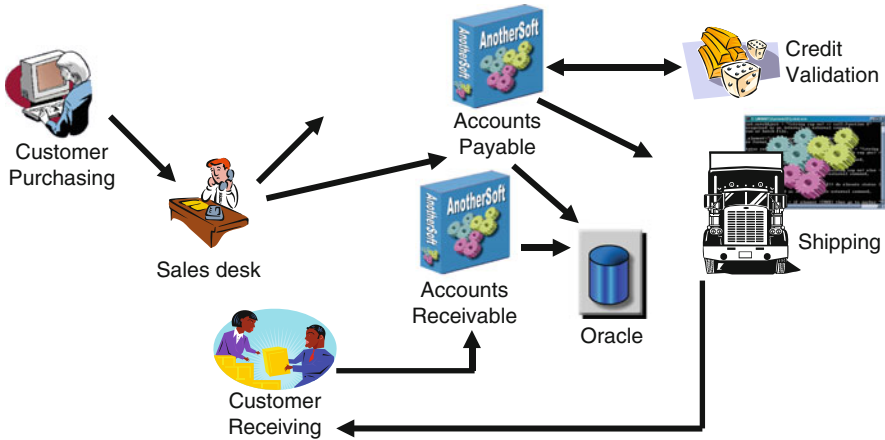 Customer
Purchasing
Sales desk
AnotherSoft
AnotherSoft
Accounts
Payable
Credit
Validation
AnotherSoft
AnotherSoft
Accounts
Receivable
Oracle
Shipping
Customer
Receiving